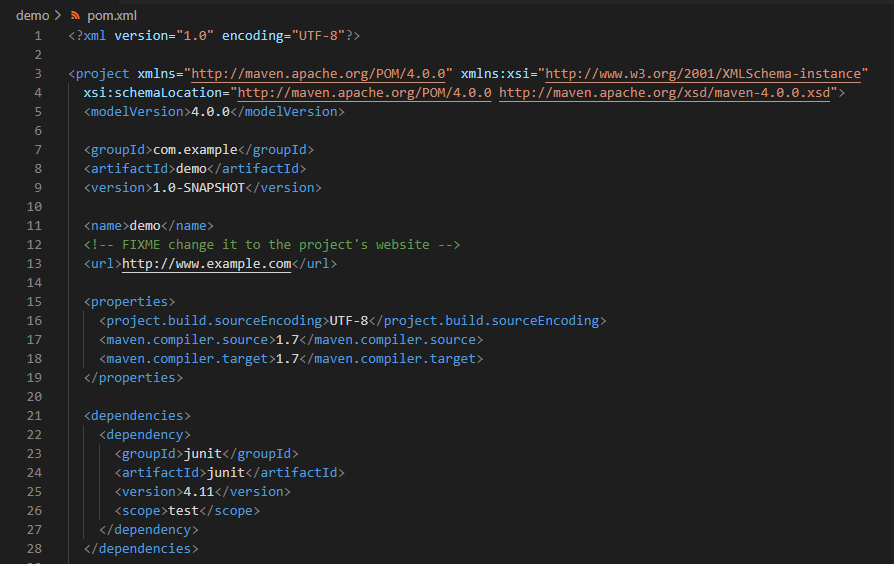 demo > pom.xml
1 <?xml version="1.0" encoding="UTF-8"?>
2
3 <project xmlns="http://maven.apache.org/POM/4.0.0" xmlns:xsi="http://www.w3.org/2001/XMLSchema-instance"
4   xsi:schemaLocation="http://maven.apache.org/POM/4.0.0 http://maven.apache.org/xsd/maven-4.0.0.xsd">
5   <modelVersion>4.0.0</modelVersion>
6
7   <groupId>com.example</groupId>
8   <artifactId>demo</artifactId>
9   <version>1.0-SNAPSHOT</version>
10
11   <name>demo</name>
12   <!-- FIXME change it to the project's website -->
13   <url>http://www.example.com</url>
14
15   <properties>
16     <project.build.sourceEncoding>UTF-8</project.build.sourceEncoding>
17     <maven.compiler.source>1.7</maven.compiler.source>
18     <maven.compiler.target>1.7</maven.compiler.target>
19   </properties>
20
21   <dependencies>
22     <dependency>
23       <groupId>junit</groupId>
24       <artifactId>junit</artifactId>
25       <version>4.11</version>
26       <scope>test</scope>
27     </dependency>
28   </dependencies>